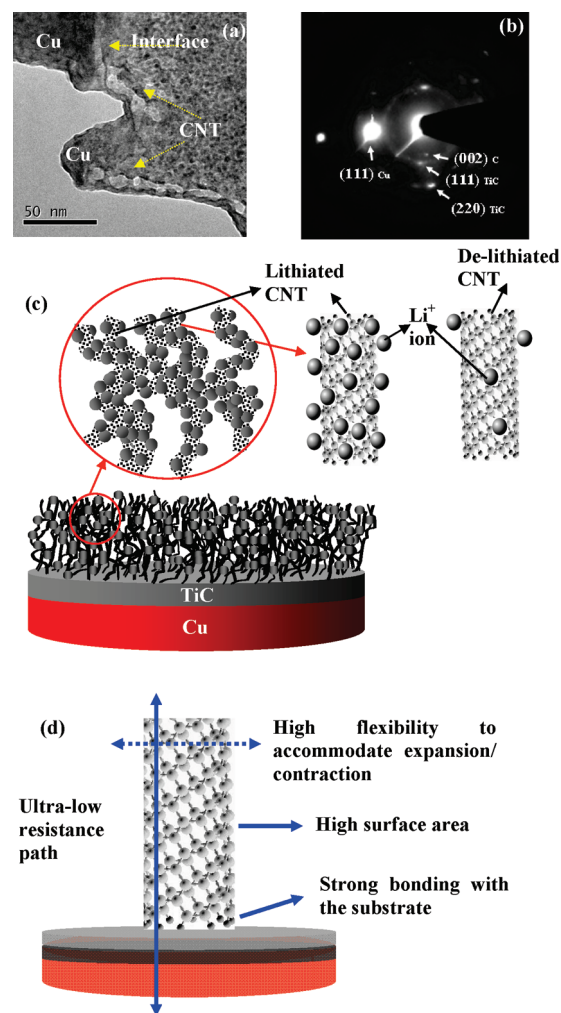 (a)
Cu
Interface
CNT
Cu
50 nm
(b)
(002) C
(111) TiC
(111) Cu
(220) TiC
(c)
Lithiated
CNT
De-lithiated
CNT
Li+
ion
TiC
Cu
(d)
High flexibility to
accommodate expansion/
contraction
Ultra-low
resistance
path
High surface area
Strong bonding with
the substrate